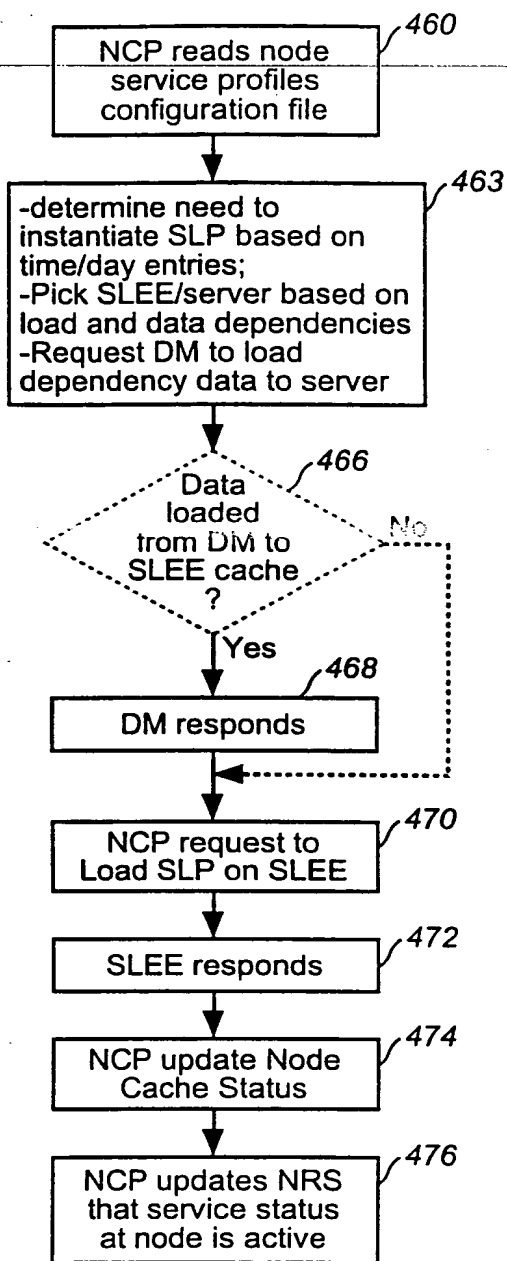 460
NCP reads node
service profiles
configuration file
463
-determine need to
instantiate SLP based on
time/day entries;
-Pick SLEE/server based on
load and data dependencies
-Request DM to load
dependency data to server
466
Data
loaded
from DM to
SLEE cache
?
No
Yes
468
DM responds
470
NCP request to
Load SLP on SLEE
472
SLEE responds
474
NCP update Node
Cache Status
476
NCP updates NRS
that service status
at node is active